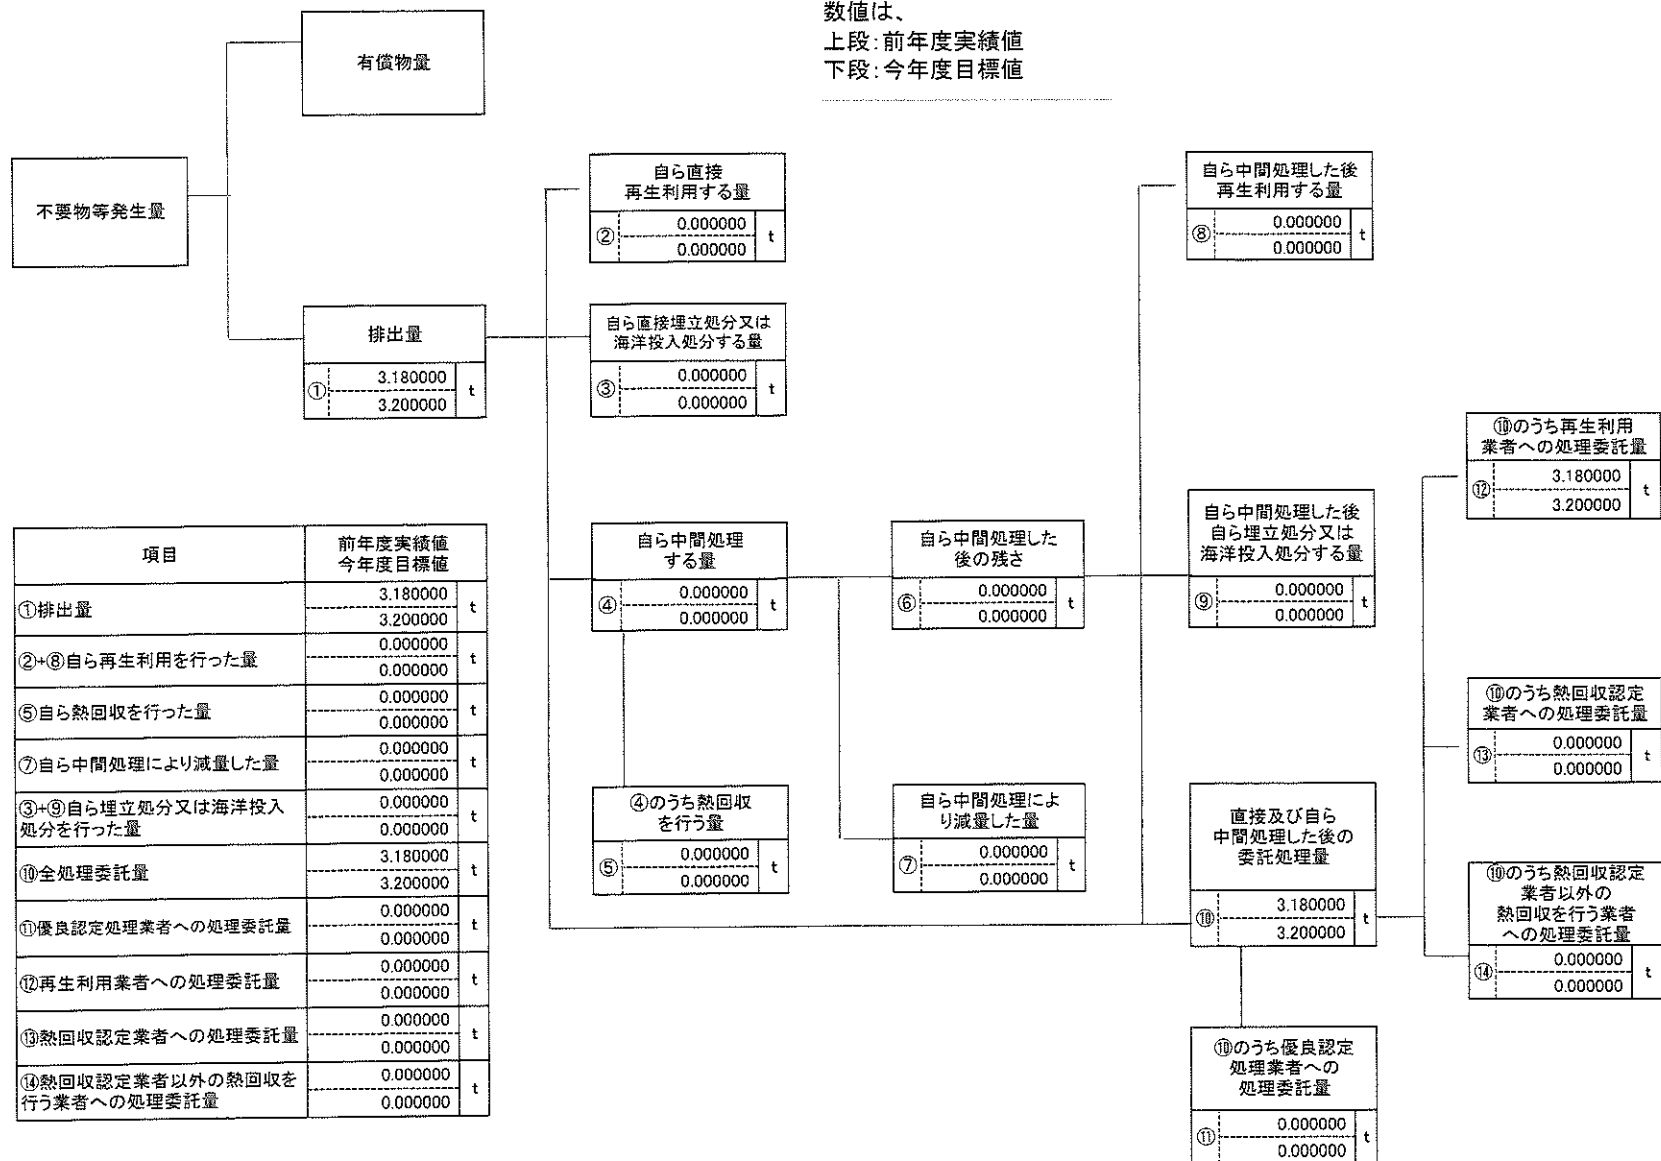 数値は、
上段:前年度実績値
下段:今年度目標値
有償物量
不要物等発生量
排出量
① 3.180000 t
3.200000
自ら直接
再生利用する量
② 0.000000 t
0.000000
自ら直接埋立処分又は
海洋投入処分する量
③ 0.000000 t
0.000000
自ら中間処理
する量
④ 0.000000 t
0.000000
④のうち熱回収
を行う量
⑤ 0.000000 t
0.000000
自ら中間処理した
後の残さ
⑥ 0.000000 t
0.000000
自ら中間処理によ
り減量した量
⑦ 0.000000 t
0.000000
自ら中間処理した後
再生利用する量
⑧ 0.000000 t
0.000000
自ら中間処理した後
自ら埋立処分又は
海洋投入処分する量
⑨ 0.000000 t
0.000000
直接及び自ら
中間処理した後の
委託処理量
⑩ 3.180000 t
3.200000
⑩のうち優良認定
処理業者への
処理委託量
⑪ 0.000000 t
0.000000
⑩のうち再生利用
業者への処理委託量
⑫ 3.180000 t
3.200000
⑩のうち熱回収認定
業者への処理委託量
⑬ 0.000000 t
0.000000
⑩のうち熱回収認定
業者以外の
熱回収を行う業者
への処理委託量
⑭ 0.000000 t
0.000000
項目 前年度実績値
今年度目標値
①排出量 3.180000 t
3.200000
②+⑧自ら再生利用を行った量 0.000000 t
0.000000
⑤自ら熱回収を行った量 0.000000 t
0.000000
⑦自ら中間処理により減量した量 0.000000 t
0.000000
③+⑨自ら埋立処分又は海洋投入 0.000000 t
処分を行った量 0.000000
⑩全処理委託量 3.180000 t
3.200000
⑪優良認定処理業者への処理委託量 0.000000 t
0.000000
⑫再生利用業者への処理委託量 0.000000 t
0.000000
⑬熱回収認定業者への処理委託量 0.000000 t
0.000000
⑭熱回収認定業者以外の熱回収を 0.000000 t
行う業者への処理委託量 0.000000